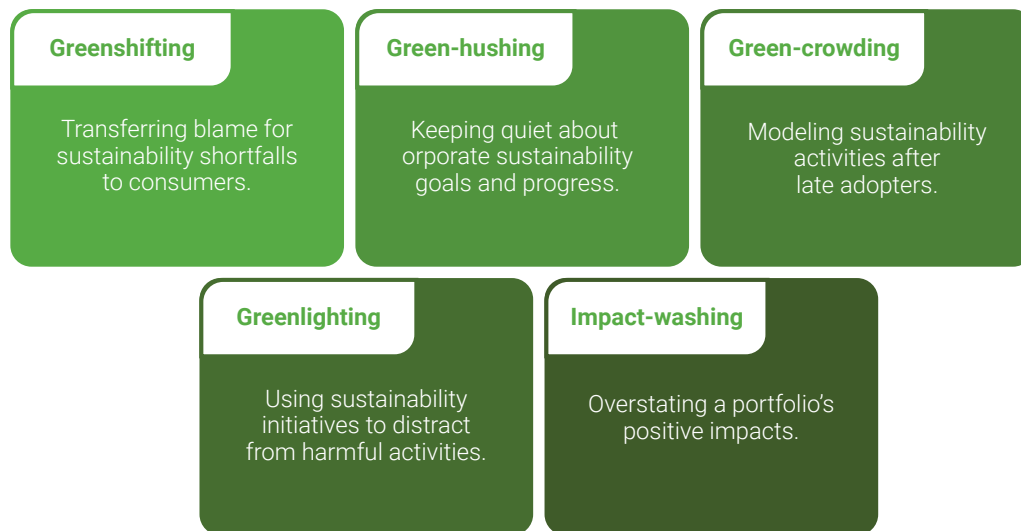 Greenshifting
Transferring blame for
sustainability shortfalls
to consumers.
Green-hushing
Keeping quiet about
orporate sustainability
goals and progress.
Green-crowding
Modeling sustainability
activities after
late adopters.
Greenlighting
Using sustainability
initiatives to distract
from harmful activities.
Impact-washing
Overstating a portfolio’s
positive impacts.